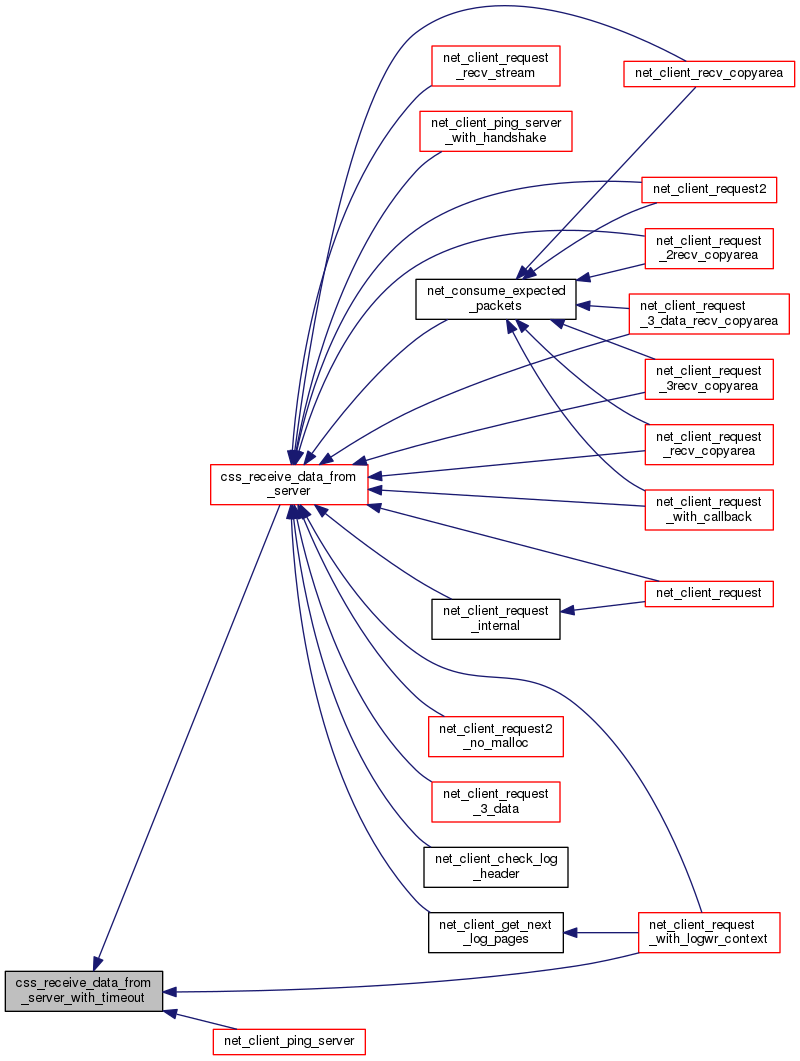 net_client_request
_recv_stream
net_client_recv_copyarea
net_client_ping_server
_with_handshake
net_client_request2
net_client_request
_2recv_copyarea
net_consume_expected
_packets
net_client_request
_3_data_recv_copyarea
net_client_request
_3recv_copyarea
net_client_request
_recv_copyarea
css_receive_data_from
_server
net_client_request
_with_callback
net_client_request
net_client_request
_internal
net_client_request2
_no_malloc
net_client_request
_3_data
net_client_check_log
_header
net_client_get_next
_log_pages
net_client_request
_with_logwr_context
css_receive_data_from
_server_with_timeout
net_client_ping_server